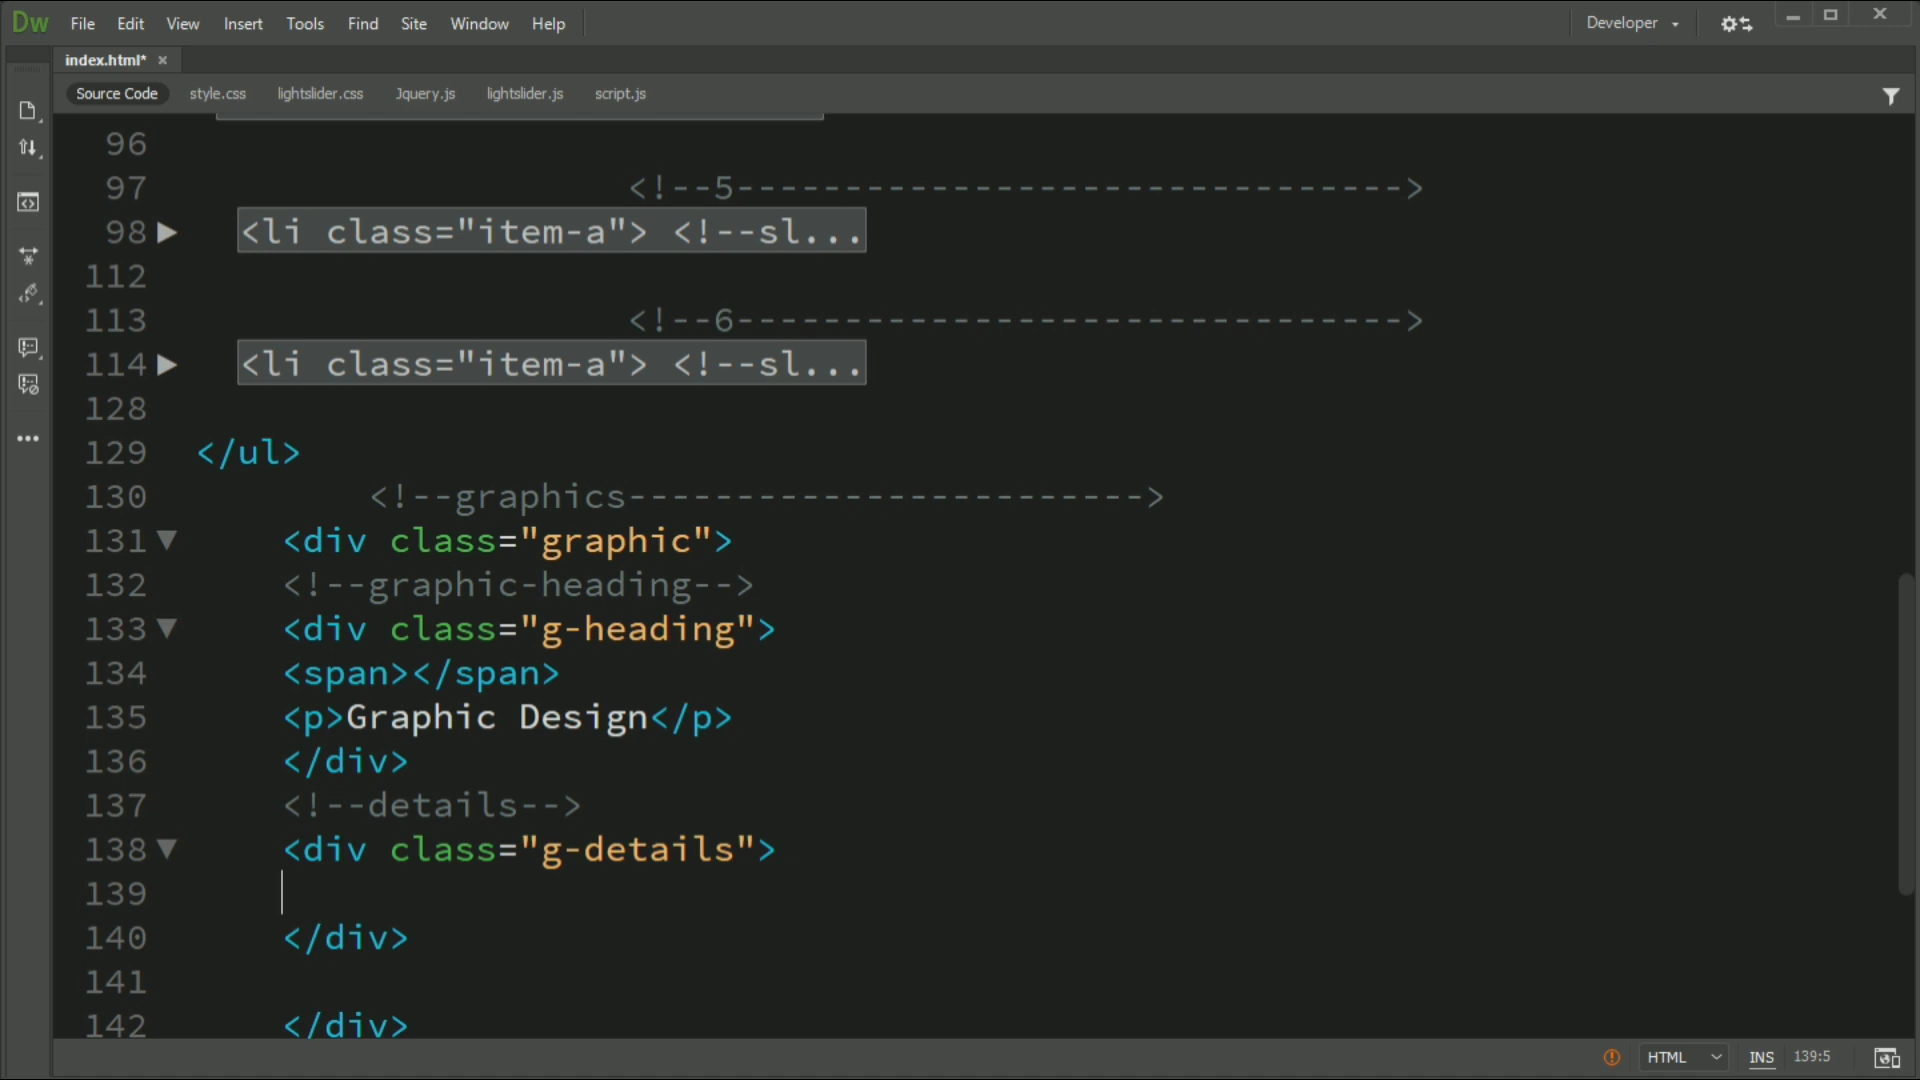 Dw File Edit View Insert Tools Find Site Window Help Developer
index.html*
Source Code style.css lightslider.css Jquery.js lightslider.js script.js
96
97 <!--5------------------------------->
98 <li class="item-a"> <!--sl...
112
113 <!--6------------------------------->
114 <li class="item-a"> <!--sl...
128
129 </ul>
130 <!--graphics------------------------>
131 <div class="graphic">
132 <!--graphic-heading-->
133 <div class="g-heading">
134 <span></span>
135 <p>Graphic Design</p>
136 </div>
137 <!--details-->
138 <div class="g-details">
139
140 </div>
141
142 </div>
HTML INS 139:5